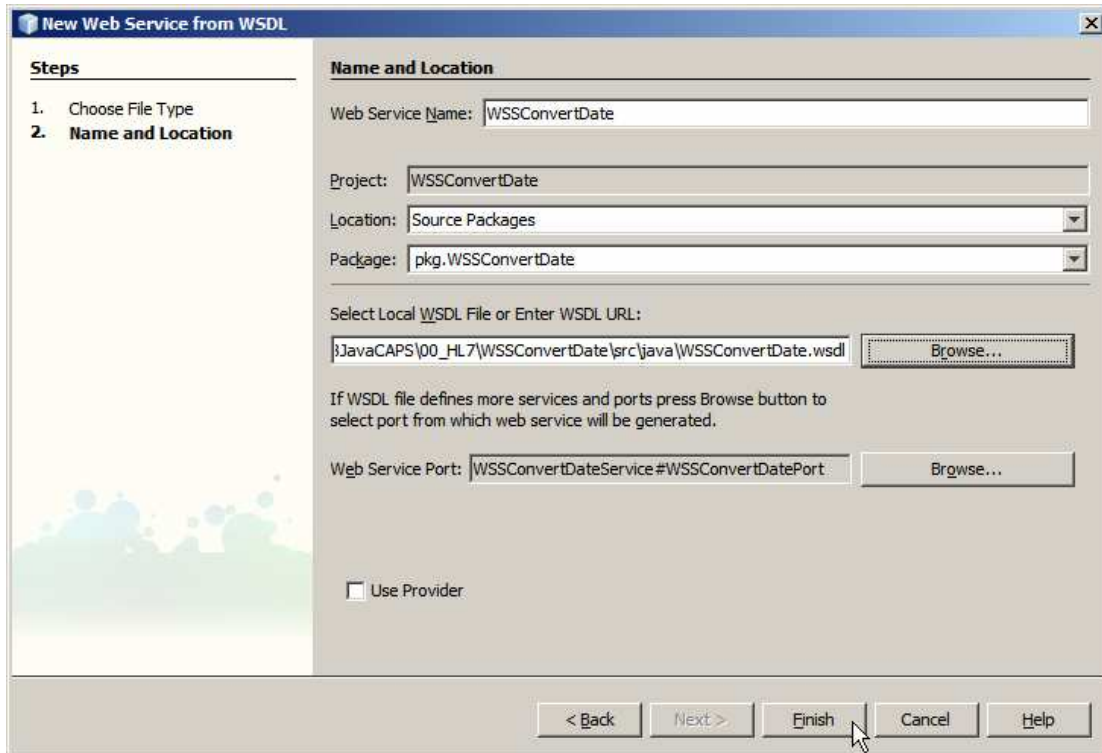 New Web Service from WSDL
Steps
1. Choose File Type
2. Name and Location
Name and Location
Web Service Name: WSSConvertDate
Project: WSSConvertDate
Location: Source Packages
Package: pkg.WSSConvertDate
Select Local WSDL File or Enter WSDL URL:
JavaCAPS\00_HL7\WSSConvertDate\src\java\WSSConvertDate.wsdl Browse...
If WSDL file defines more services and ports press Browse button to
select port from which web service will be generated.
Web Service Port: WSSConvertDateService#WSSConvertDatePort Browse...
Use Provider
< Back Next > Finish Cancel Help